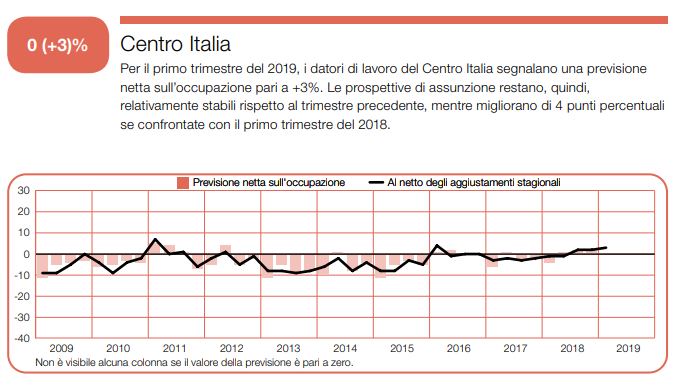 0 (+3)%
Centro Italia
Per il primo trimestre del 2019, i datori di lavoro del Centro Italia segnalano una previsione
netta sull'occupazione pari a +3%. Le prospettive di assunzione restano, quindi,
relativamente stabili rispetto al trimestre precedente, mentre migliorano di 4 punti percentuali
se confrontate con il primo trimestre del 2018.
Previsione netta sull'occupazione Al netto degli aggiustamenti stagionali
30
20
10
0
-10
-20
-30
-40
2009 2010 2011 2012 2013 2014 2015 2016 2017 2018 2019
Non è visibile alcuna colonna se il valore della previsione è pari a zero.